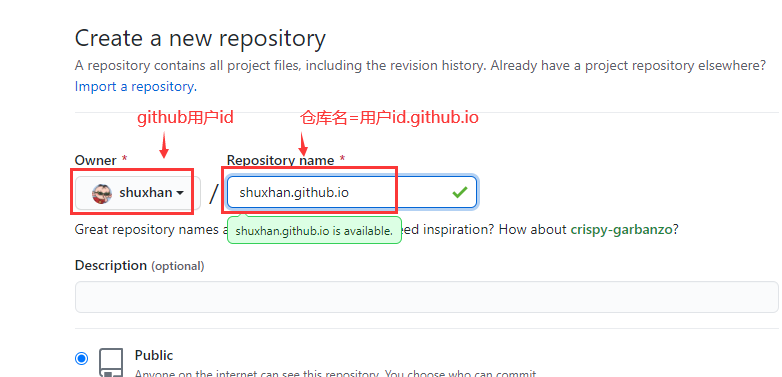 Create a new repository
A repository contains all project files, including the revision history. Already have a project repository elsewhere?
Import a repository.
github用户id
仓库名=用户id.github.io
Owner *
Repository name *
shuxhan
/
shuxhan.github.io
shuxhan.github.io is available.
Great repository names a eed inspiration? How about crispy-garbanzo?
Description (optional)
Public
Anyone on the internet can see this repository. You choose who can commit.